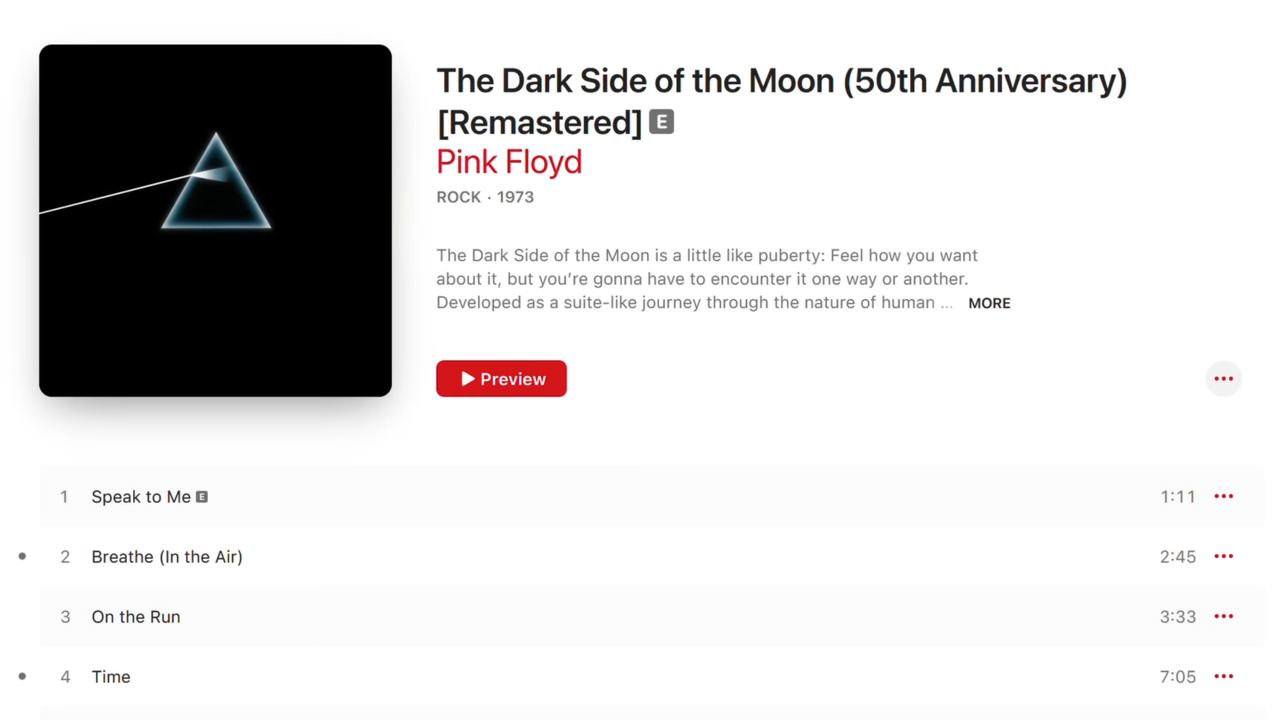 The Dark Side of the Moon (50th Anniversary)
[Remastered] E
Pink Floyd
ROCK · 1973
The Dark Side of the Moon is a little like puberty: Feel how you want
about it, but you’re gonna have to encounter it one way or another.
Developed as a suite-like journey through the nature of human ... MORE
Preview
1 Speak to Me E 1:11
2 Breathe (In the Air) 2:45
3 On the Run 3:33
4 Time 7:05